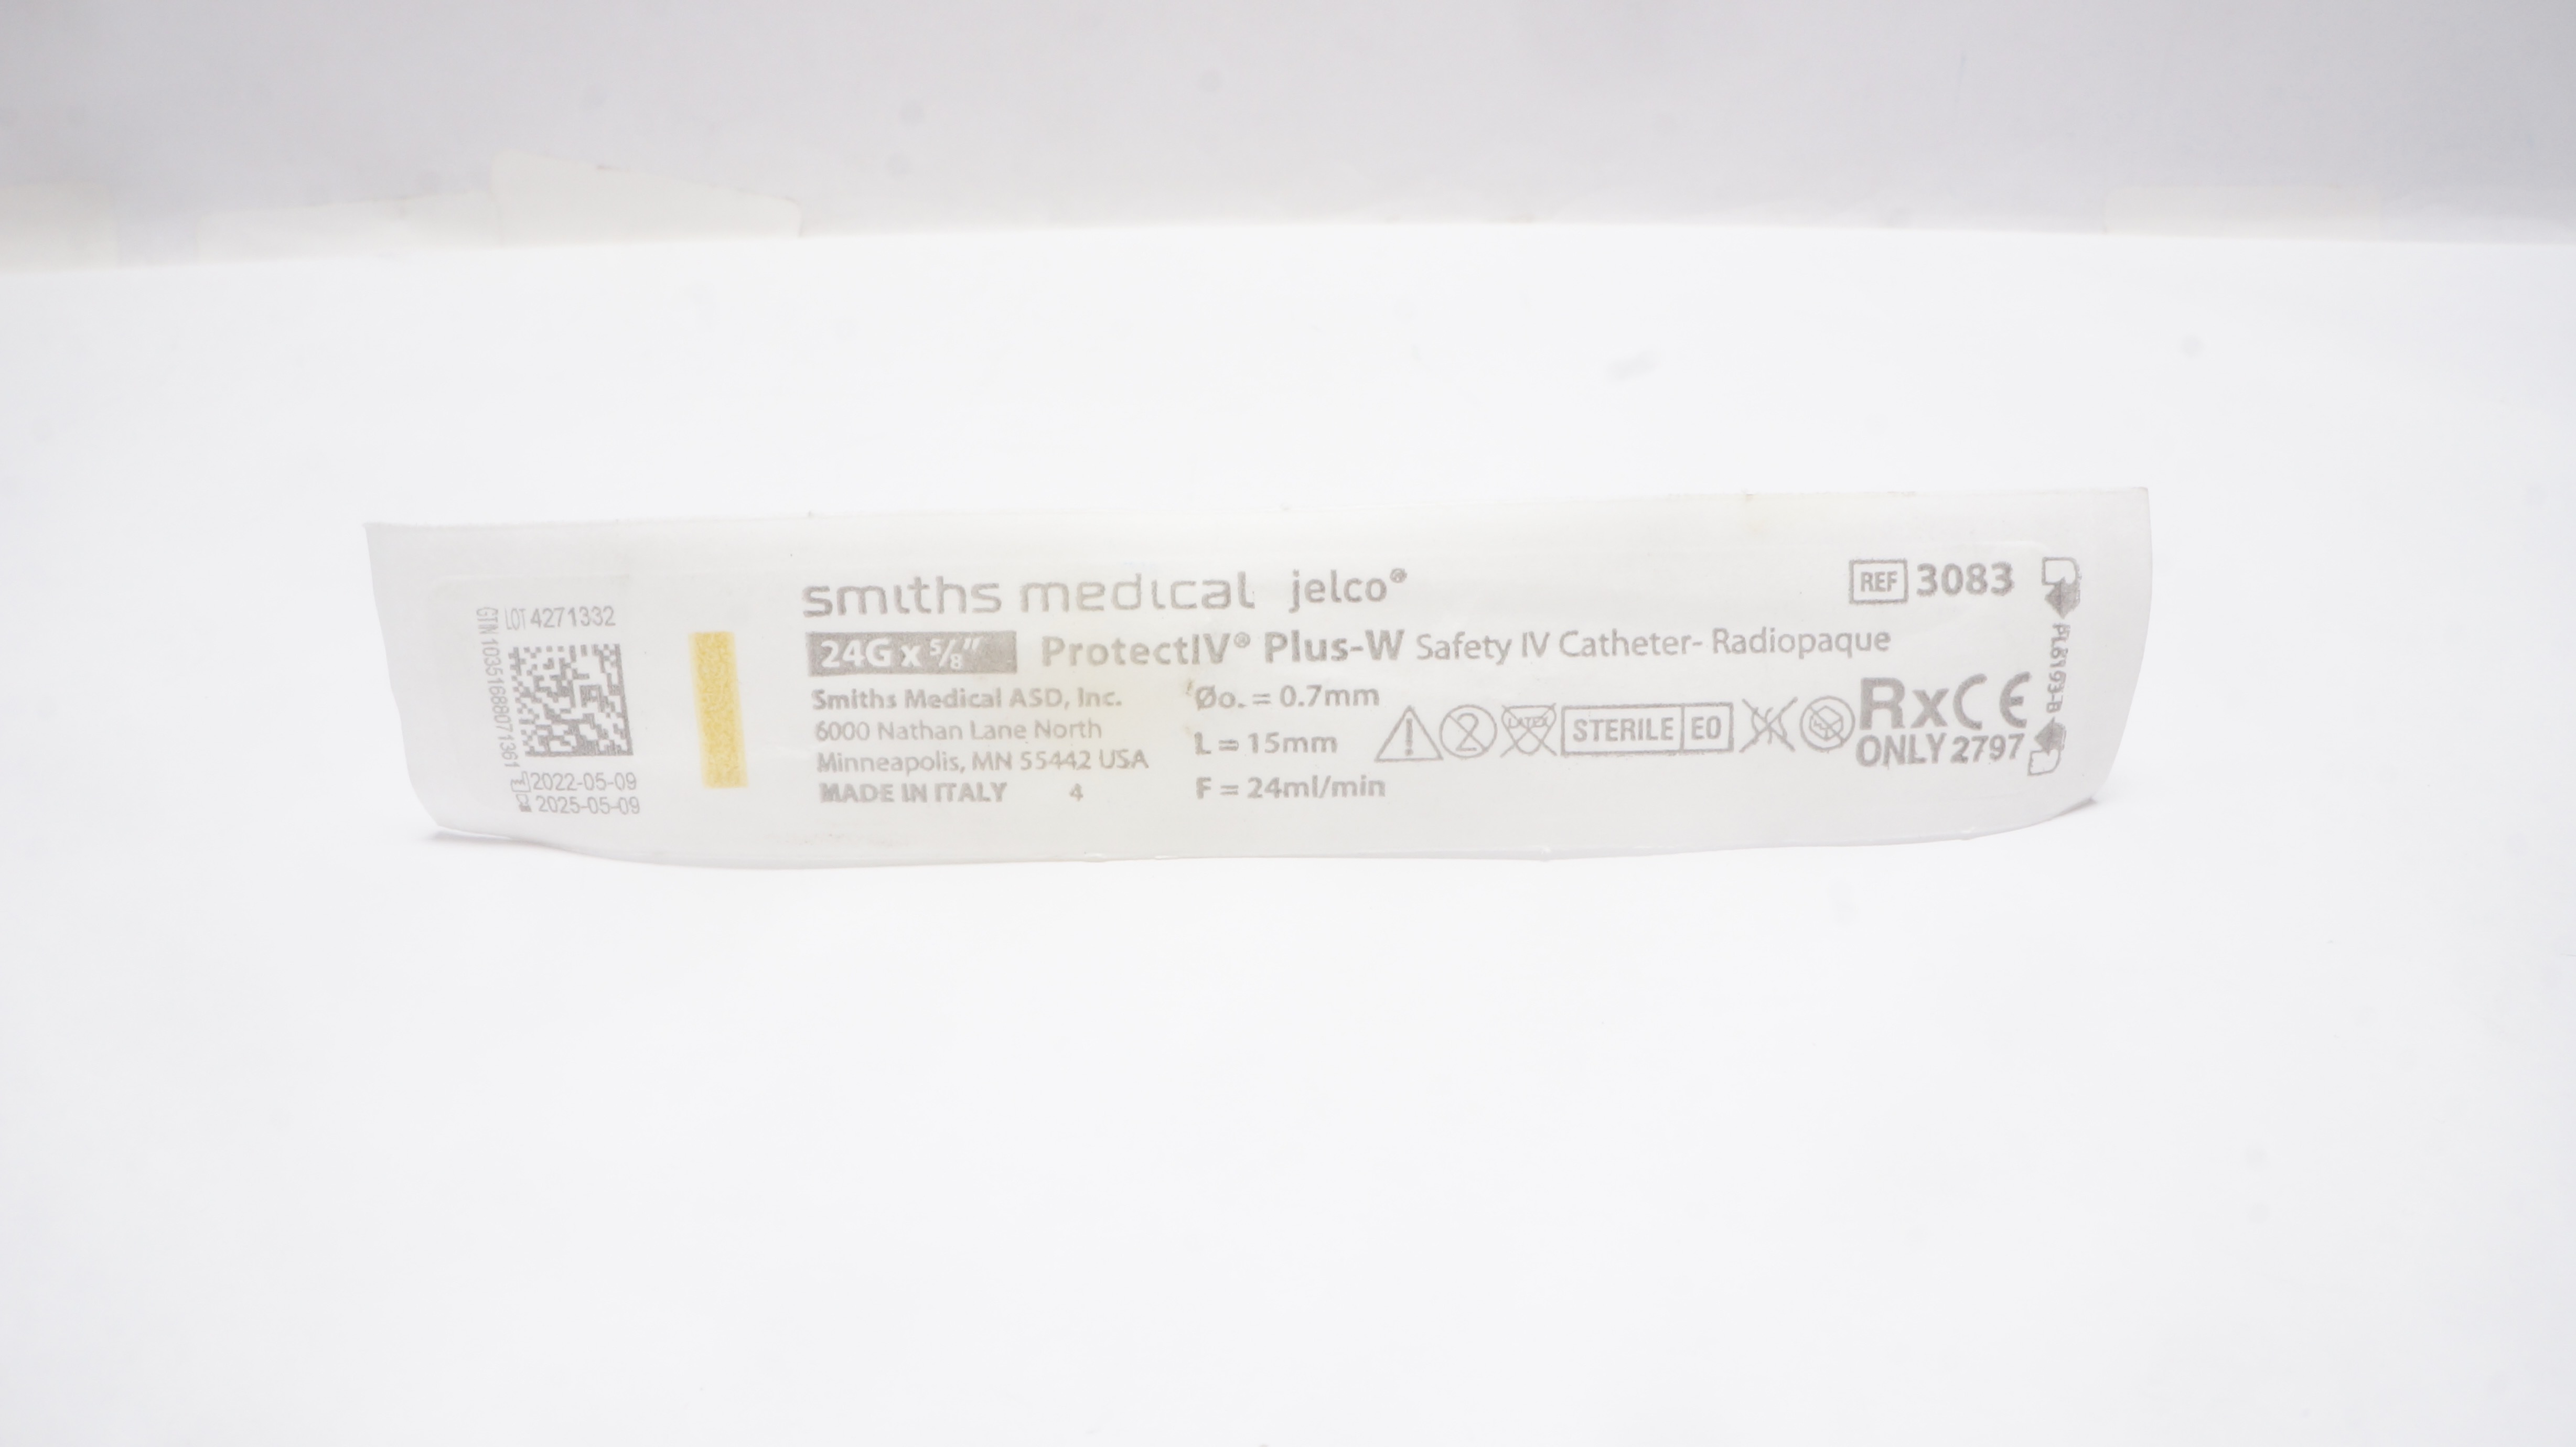 LOT 4271332
GTIN 10351688071361
2022-05-09
2025-05-09
smiths medical jelco®
24G x 5/8" ProtectIV® Plus-W Safety IV Catheter- Radiopaque
Smiths Medical ASD, Inc.
6000 Nathan Lane North
Minneapolis, MN 55442 USA
MADE IN ITALY 4
Øo. = 0.7mm
L = 15mm
F = 24ml/min
2
LATEX
STERILE EO
REF 3083
Rx CE
ONLY 2797